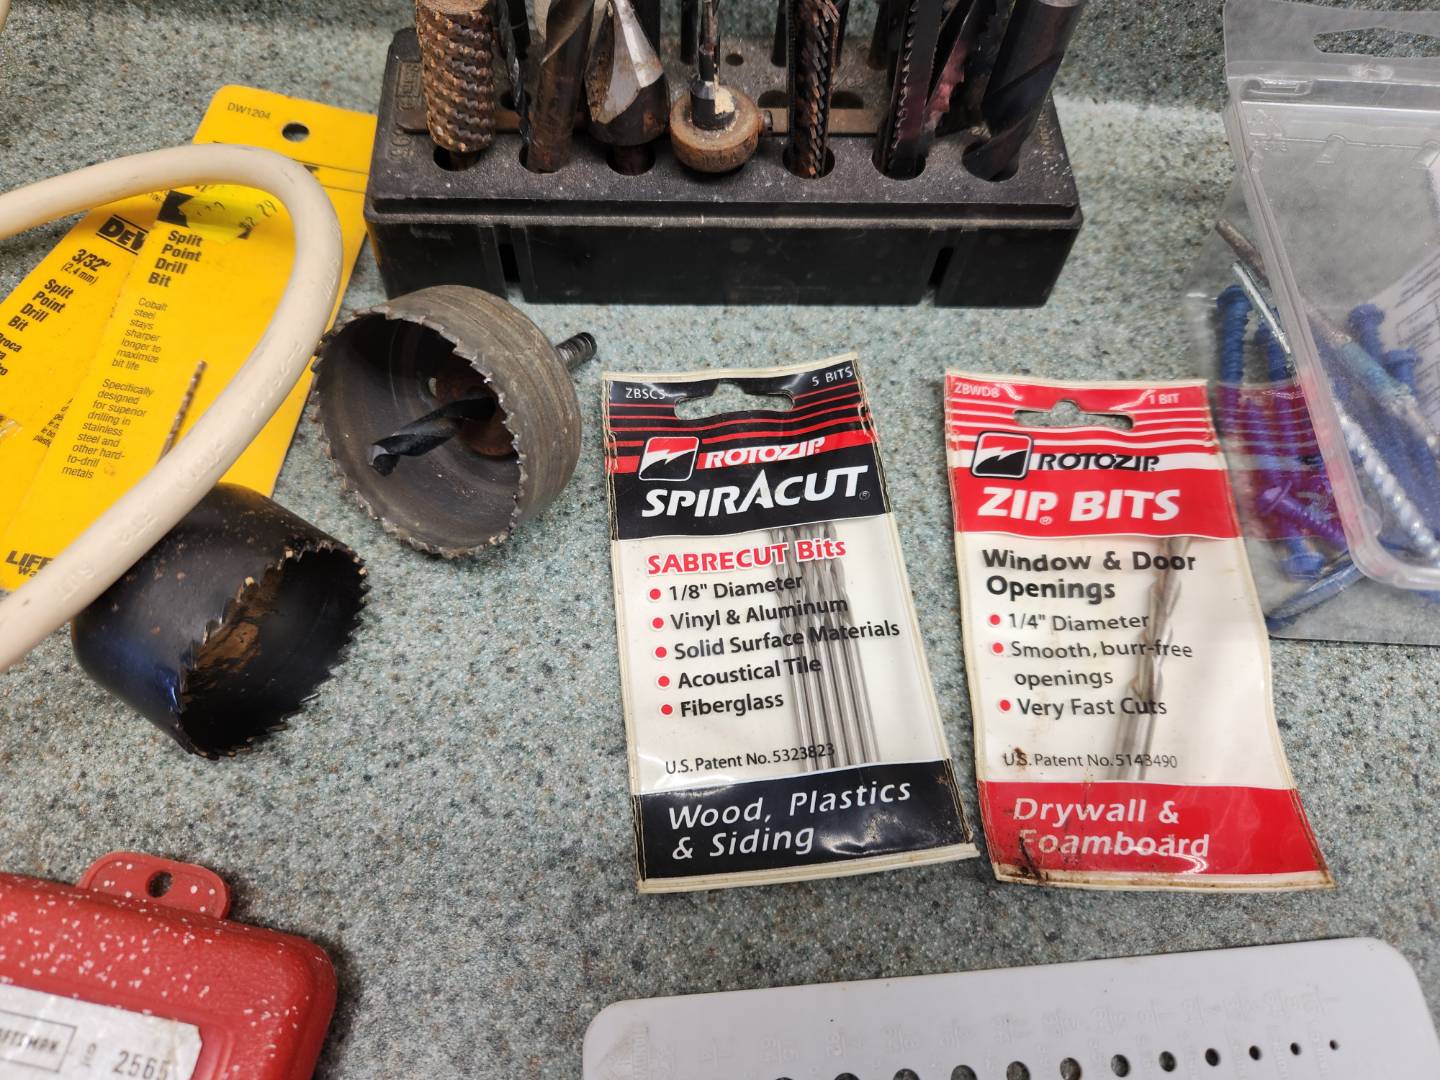 DW1204
3/32"
(2,4 mm)
Split
Point
Drill
Bit
Split
Point
Drill
Bit
Cobalt
steel
stays
sharper
longer to
maximize
bit life
Specifically
designed
for superior
drilling in
stainless
steel and
other hard-
to-drill
metals
ZBSC5
5 BITS
ROTOZIP
SPIRACUT®
SABRECUT Bits
1/8" Diameter
Vinyl & Aluminum
Solid Surface Materials
Acoustical Tile
Fiberglass
U.S. Patent No. 5323823
Wood, Plastics
& Siding
ZBWD8
1 BIT
ROTOZIP
ZIP® BITS
Window & Door
Openings
1/4" Diameter
Smooth, burr-free
openings
Very Fast Cuts
U.S. Patent No. 5143490
Drywall &
Foamboard
2565